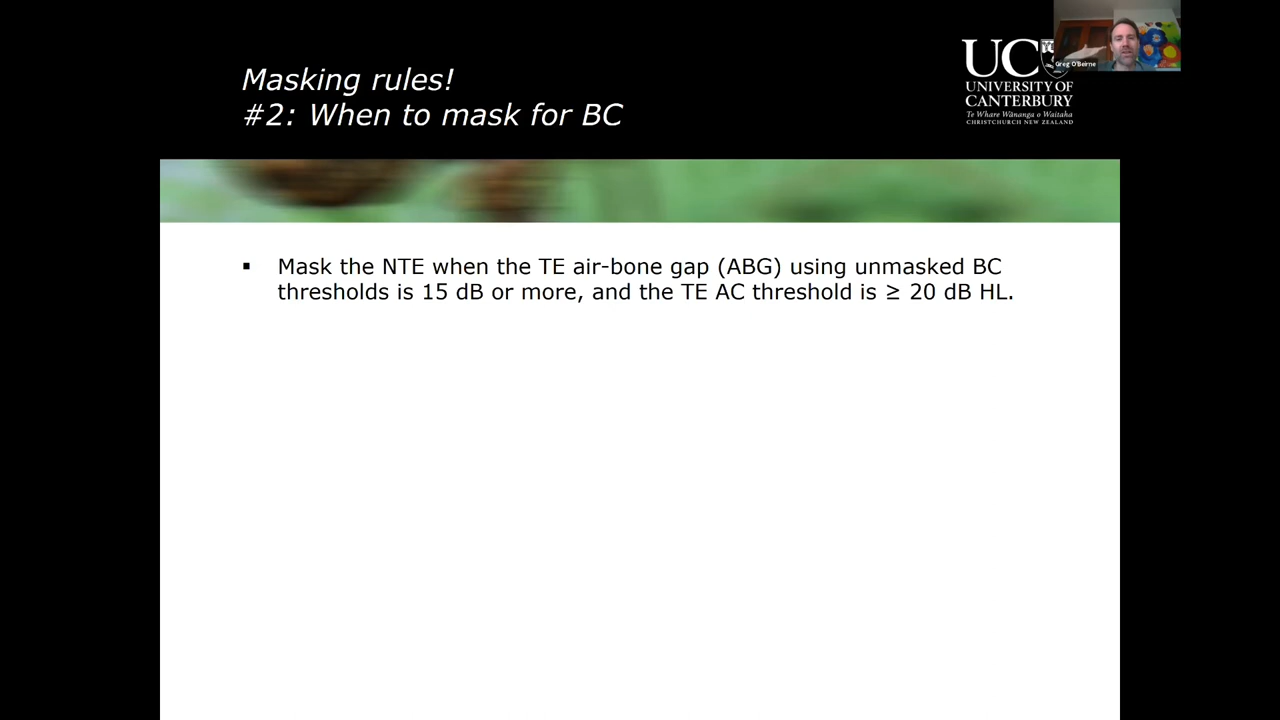 Masking rules!
#2: When to mask for BC
UC
UNIVERSITY OF
CANTERBURY
Te Whare Wānanga o Waitaha
CHRISTCHURCH NEW ZEALAND
Greg O'Beirne
▪ Mask the NTE when the TE air-bone gap (ABG) using unmasked BC
thresholds is 15 dB or more, and the TE AC threshold is ≥ 20 dB HL.